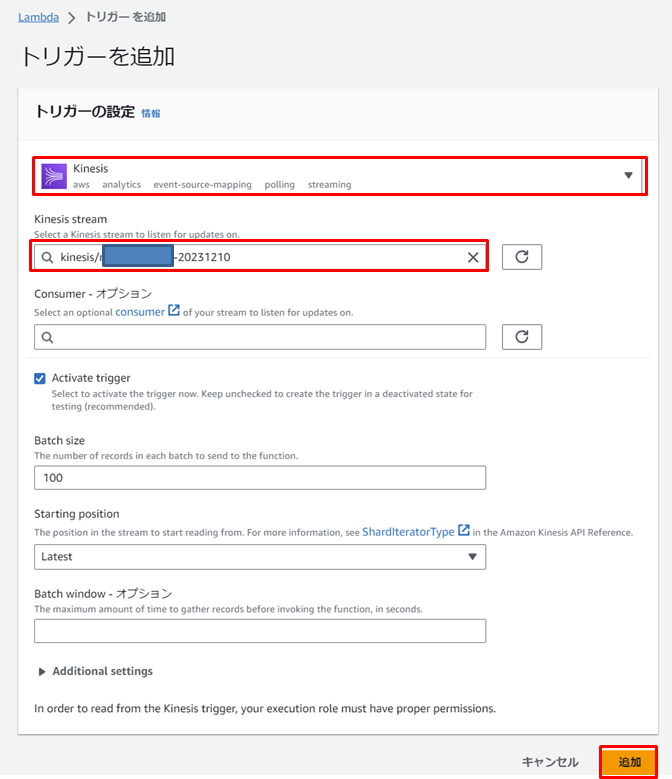 Lambda > トリガー を追加
トリガーを追加
トリガーの設定 情報
Kinesis
aws analytics event-source-mapping polling streaming
Kinesis stream
Select a Kinesis stream to listen for updates on.
kinesis/ -20231210
Consumer - オプション
Select an optional consumer of your stream to listen for updates on.
Activate trigger
Select to activate the trigger now. Keep unchecked to create the trigger in a deactivated state for
testing (recommended).
Batch size
The number of records in each batch to send to the function.
100
Starting position
The position in the stream to start reading from. For more information, see ShardIteratorType in the Amazon Kinesis API Reference.
Latest
Batch window - オプション
The maximum amount of time to gather records before invoking the function, in seconds.
Additional settings
In order to read from the Kinesis trigger, your execution role must have proper permissions.
キャンセル 追加